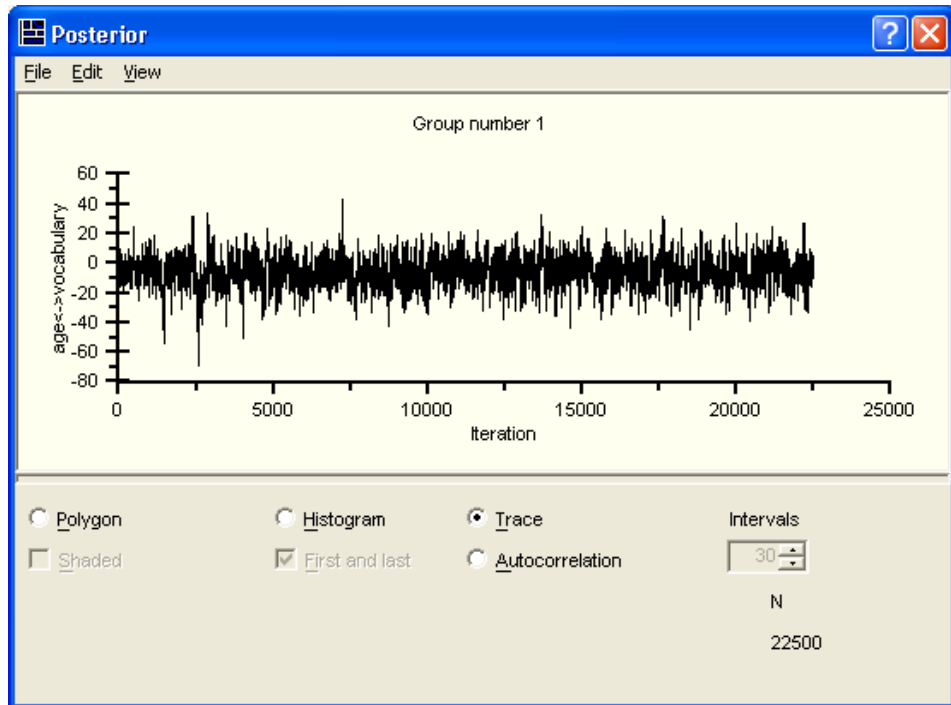 Posterior
File Edit View
Group number 1
60
40
20
0
-20
-40
-60
-80
age<->vocabulary
0 5000 10000 15000 20000 25000
Iteration
Polygon Histogram Trace Intervals
Shaded First and last Autocorrelation 30
N
22500